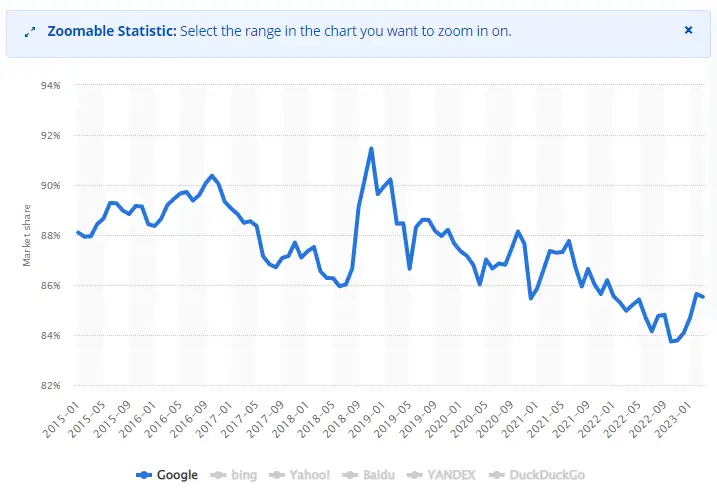 Zoomable Statistic: Select the range in the chart you want to zoom in on. ×
94%
92%
90%
88%
86%
84%
82%
Market share
2015-01 2015-05 2015-09 2016-01 2016-05 2016-09 2017-01 2017-05 2017-09 2018-01 2018-05 2018-09 2019-01 2019-05 2019-09 2020-01 2020-05 2020-09 2021-01 2021-05 2021-09 2022-01 2022-05 2022-09 2023-01
Google bing Yahoo! Baidu YANDEX DuckDuckGo